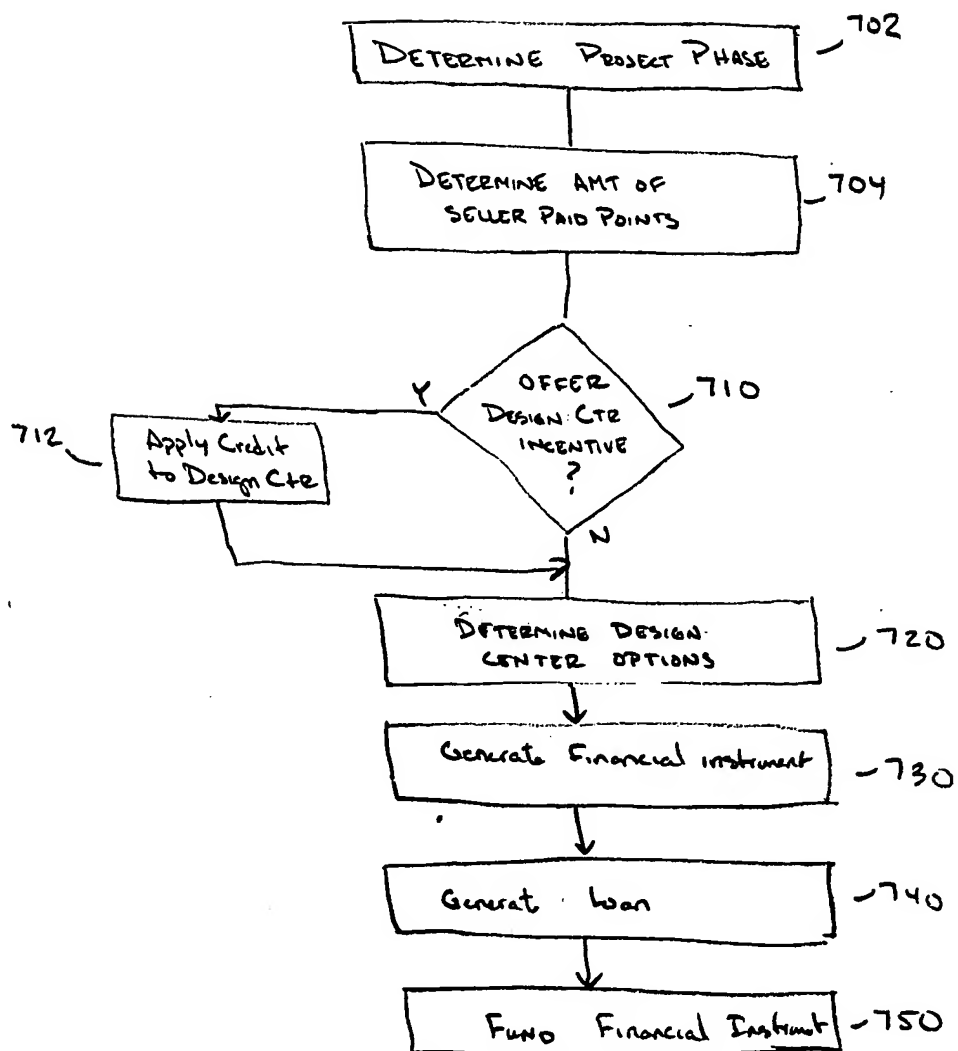 702
DETERMINE PROJECT PHASE
DETERMINE AMT OF
SELLER PAID POINTS
704
Y
OFFER
DESIGN CTR
INCENTIVE
?
710
712
Apply Credit
to Design Ctr
N
DETERMINE DESIGN
CENTER OPTIONS
720
Generate Financial instrument
730
Generat Loan
740
FUND Financial Instrumt
750